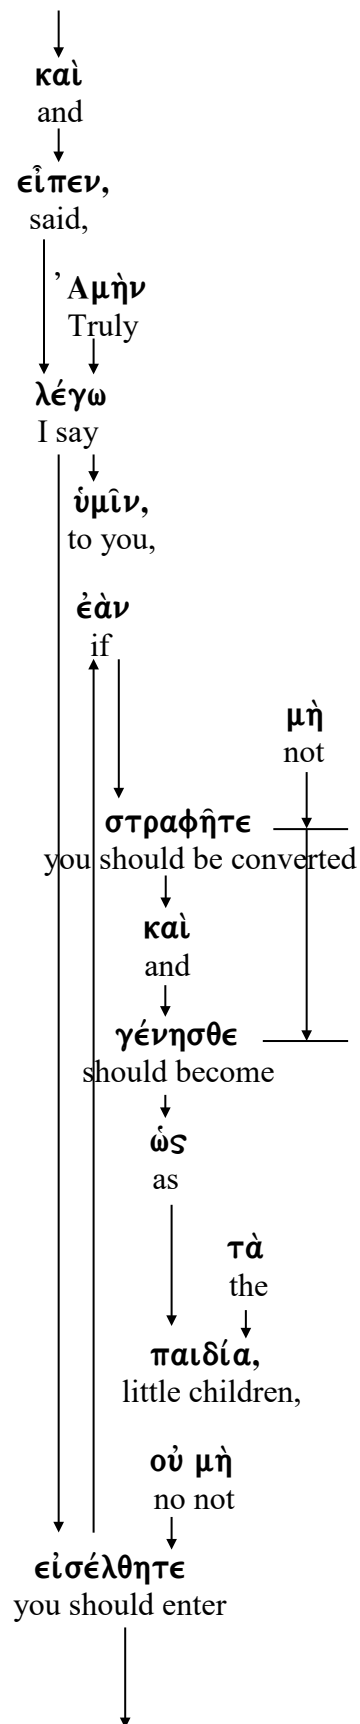 καὶ
and
εἶπεν,
said,
Ἀμὴν
Truly
λέγω
I say
ὑμῖν,
to you,
ἐὰν
if
μὴ
not
στραφῆτε
you should be converted
καὶ
and
γένησθε
should become
ὡς
as
τὰ
the
παιδία,
little children,
οὐ μὴ
no not
εἰσέλθητε
you should enter